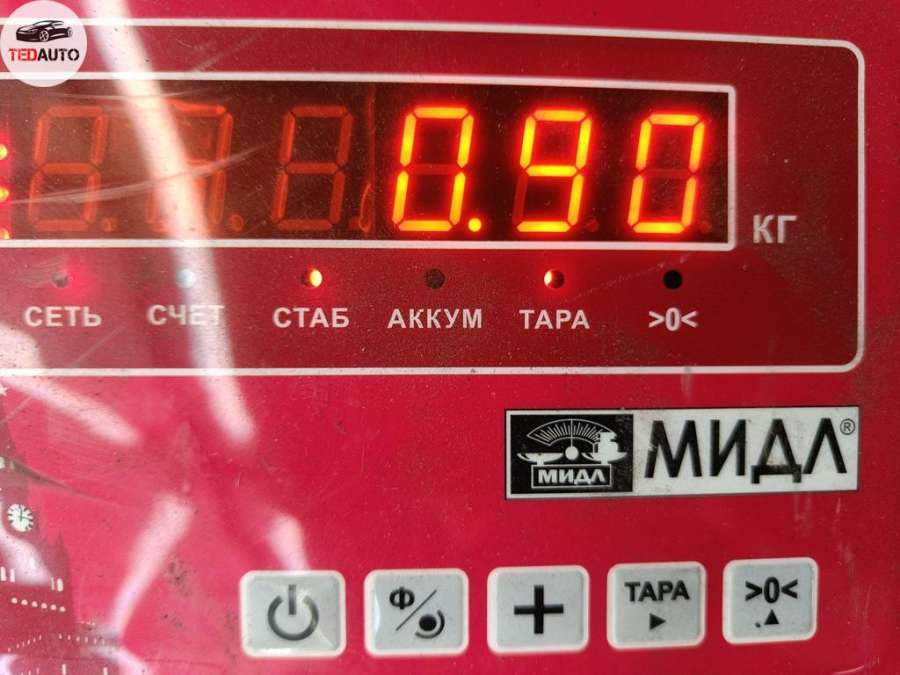 TEDAUTO
0.90
КГ
СЕТЬ СЧЕТ СТАБ АККУМ ТАРА >0<
МИДЛ МИДЛ®
Ф ТАРА >0<